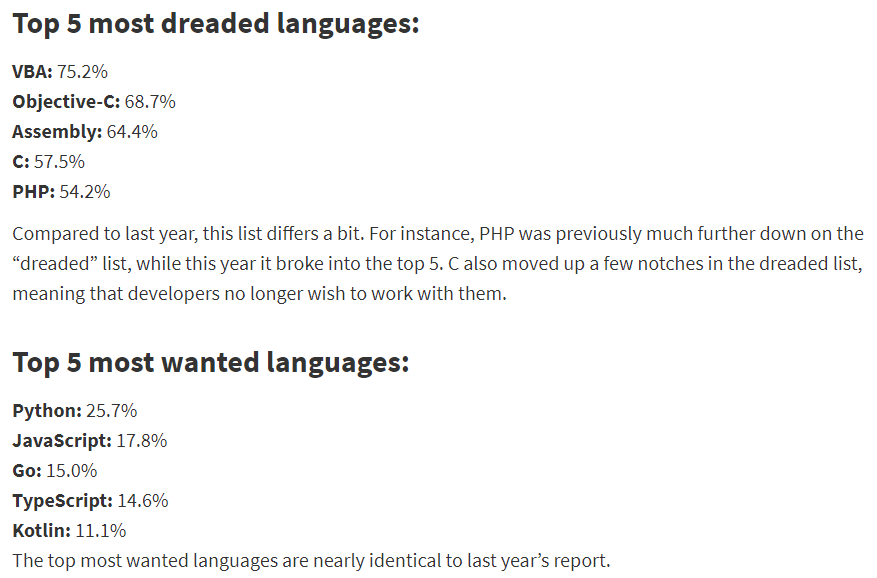 Top 5 most dreaded languages:
VBA: 75.2%
Objective-C: 68.7%
Assembly: 64.4%
C: 57.5%
PHP: 54.2%
Compared to last year, this list differs a bit. For instance, PHP was previously much further down on the
“dreaded” list, while this year it broke into the top 5. C also moved up a few notches in the dreaded list,
meaning that developers no longer wish to work with them.
Top 5 most wanted languages:
Python: 25.7%
JavaScript: 17.8%
Go: 15.0%
TypeScript: 14.6%
Kotlin: 11.1%
The top most wanted languages are nearly identical to last year’s report.